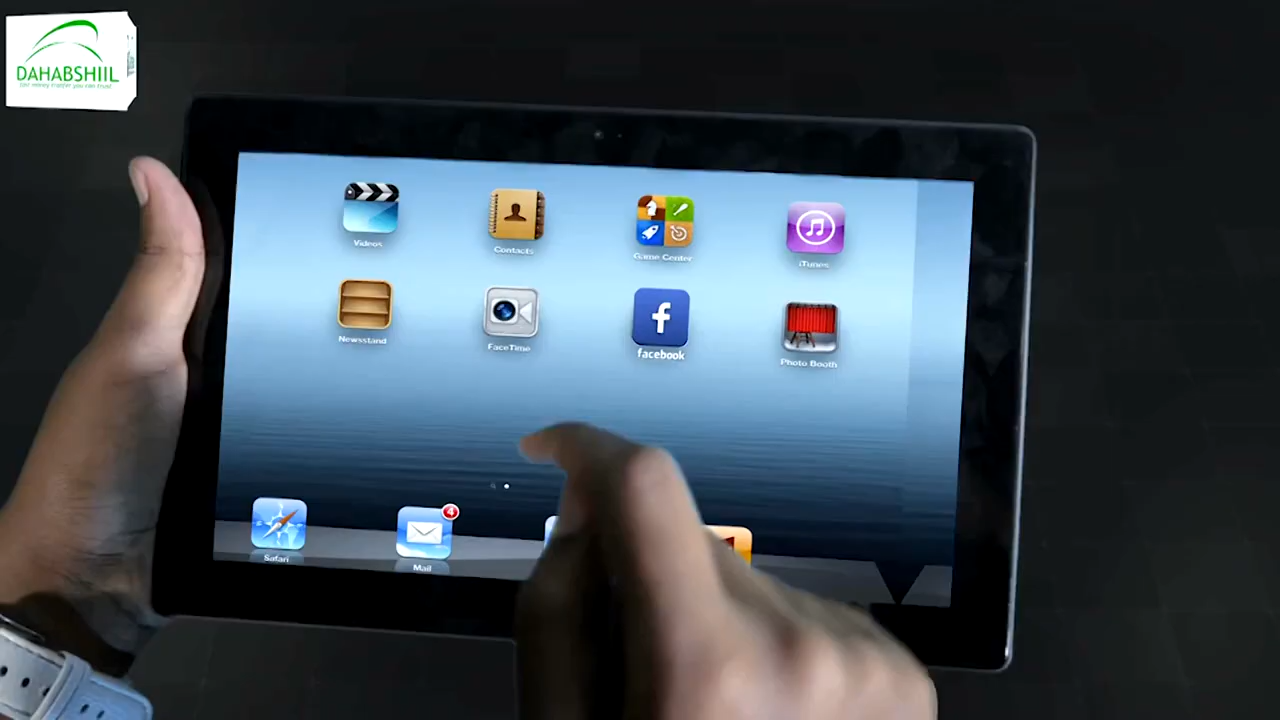 DAHABSHIIL
Videos
Contacts
Game Center
iTunes
Newsstand
FaceTime
f
facebook
Photo Booth
4
Safari
Mail